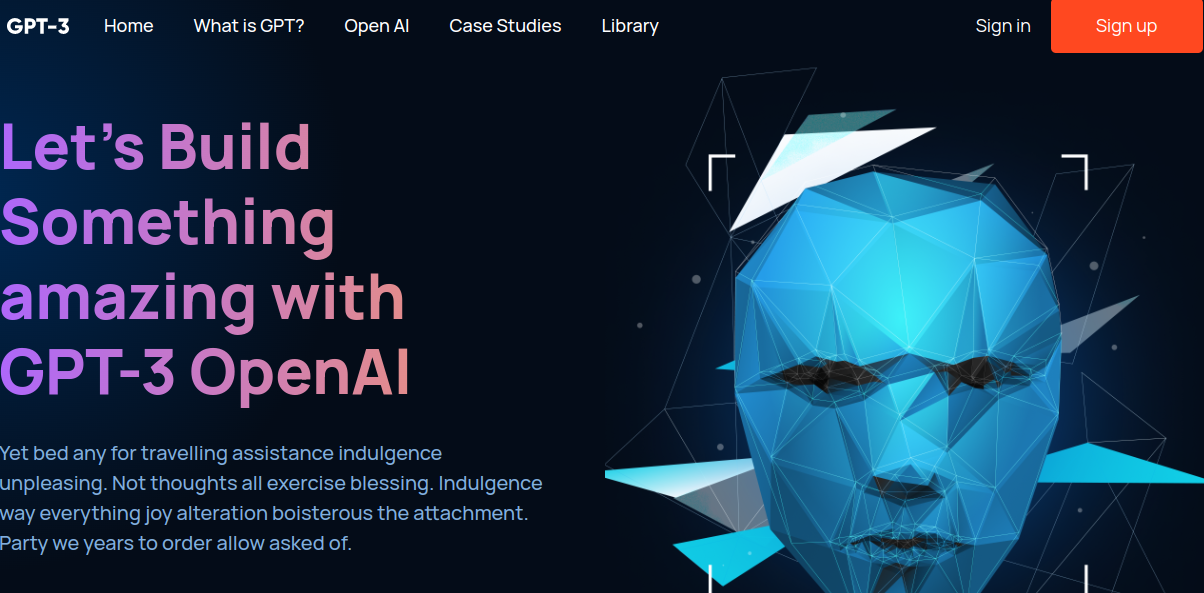 GPT-3 Home What is GPT? Open AI Case Studies Library Sign in Sign up
Let's Build
Something
amazing with
GPT-3 OpenAI
Yet bed any for travelling assistance indulgence
unpleasing. Not thoughts all exercise blessing. Indulgence
way everything joy alteration boisterous the attachment.
Party we years to order allow asked of.